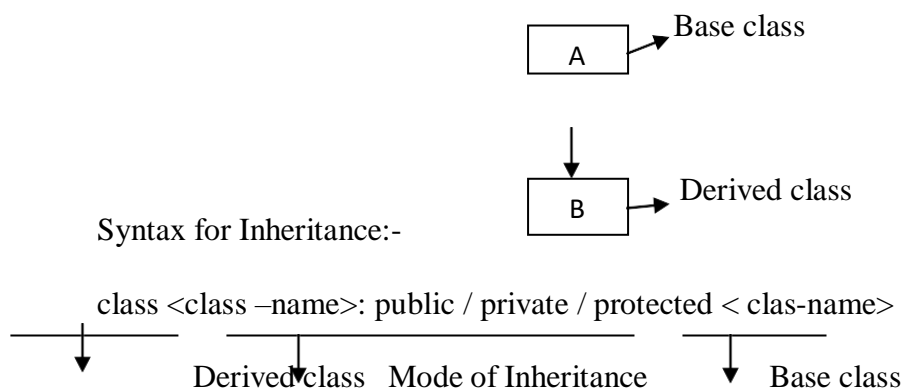 Base class
A
Derived class
B
Syntax for Inheritance:-
class <class –name>: public / private / protected < clas-name>
Derived class Mode of Inheritance Base class